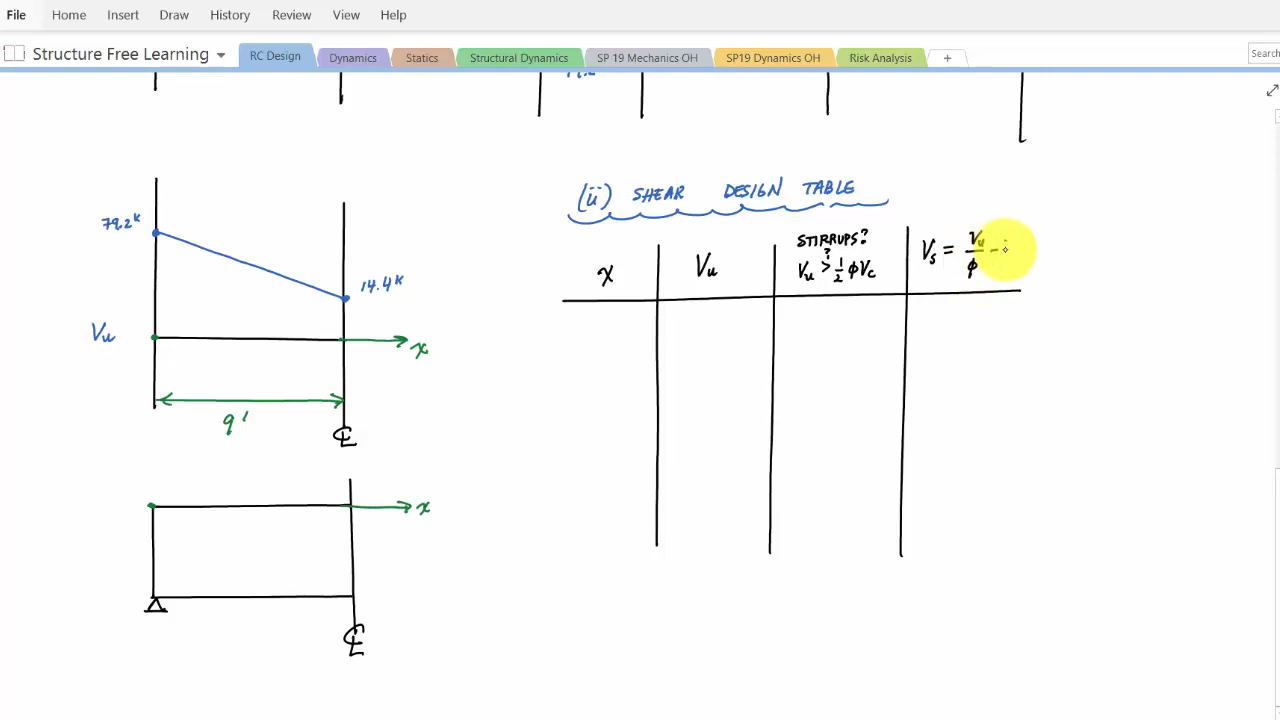 File Home Insert Draw History Review View Help
Structure Free Learning RC Design Dynamics Statics Structural Dynamics SP 19 Mechanics OH SP19 Dynamics OH Risk Analysis + Search
(ii) SHEAR DESIGN TABLE
79.2k
14.4k
Vu
x
9'
℄
x
℄
x
Vu
STIRRUPS?
?
Vu > 1/2 φVc
Vs = Vu/φ -